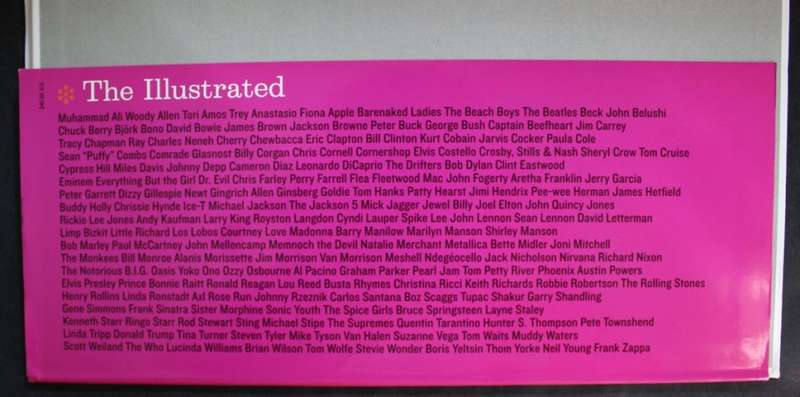 * The Illustrated
Muhammad Ali Woody Allen Tori Amos Trey Anastasio Fiona Apple Barenaked Ladies The Beach Boys The Beatles Beck John Belushi
Chuck Berry Björk Bono David Bowie James Brown Jackson Browne Peter Buck George Bush Captain Beefheart Jim Carrey
Tracy Chapman Ray Charles Neneh Cherry Chewbacca Eric Clapton Bill Clinton Kurt Cobain Jarvis Cocker Paula Cole
Sean "Puffy" Combs Comrade Glasnost Billy Corgan Chris Cornell Cornershop Elvis Costello Crosby, Stills & Nash Sheryl Crow Tom Cruise
Cypress Hill Miles Davis Johnny Depp Cameron Diaz Leonardo DiCaprio The Drifters Bob Dylan Clint Eastwood
Eminem Everything But the Girl Dr. Evil Chris Farley Perry Farrell Flea Fleetwood Mac John Fogerty Aretha Franklin Jerry Garcia
Peter Garrett Dizzy Gillespie Newt Gingrich Allen Ginsberg Goldie Tom Hanks Patty Hearst Jimi Hendrix Pee-wee Herman James Hetfield
Buddy Holly Chrissie Hynde Ice-T Michael Jackson The Jackson 5 Mick Jagger Jewel Billy Joel Elton John Quincy Jones
Rickie Lee Jones Andy Kaufman Larry King Royston Langdon Cyndi Lauper Spike Lee John Lennon Sean Lennon David Letterman
Limp Bizkit Little Richard Los Lobos Courtney Love Madonna Barry Manilow Marilyn Manson Shirley Manson
Bob Marley Paul McCartney John Mellencamp Memnoch the Devil Natalie Merchant Metallica Bette Midler Joni Mitchell
The Monkees Bill Monroe Alanis Morissette Jim Morrison Van Morrison Meshell Ndegéocello Jack Nicholson Nirvana Richard Nixon
The Notorious B.I.G. Oasis Yoko Ono Ozzy Osbourne Al Pacino Graham Parker Pearl Jam Tom Petty River Phoenix Austin Powers
Elvis Presley Prince Bonnie Raitt Ronald Reagan Lou Reed Busta Rhymes Christina Ricci Keith Richards Robbie Robertson The Rolling Stones
Henry Rollins Linda Ronstadt Axl Rose Run Johnny Rzeznik Carlos Santana Boz Scaggs Tupac Shakur Garry Shandling
Gene Simmons Frank Sinatra Sister Morphine Sonic Youth The Spice Girls Bruce Springsteen Layne Staley
Kenneth Starr Ringo Starr Rod Stewart Sting Michael Stipe The Supremes Quentin Tarantino Hunter S. Thompson Pete Townshend
Linda Tripp Donald Trump Tina Turner Steven Tyler Mike Tyson Van Halen Suzanne Vega Tom Waits Muddy Waters
Scott Weiland The Who Lucinda Williams Brian Wilson Tom Wolfe Stevie Wonder Boris Yeltsin Thom Yorke Neil Young Frank Zappa